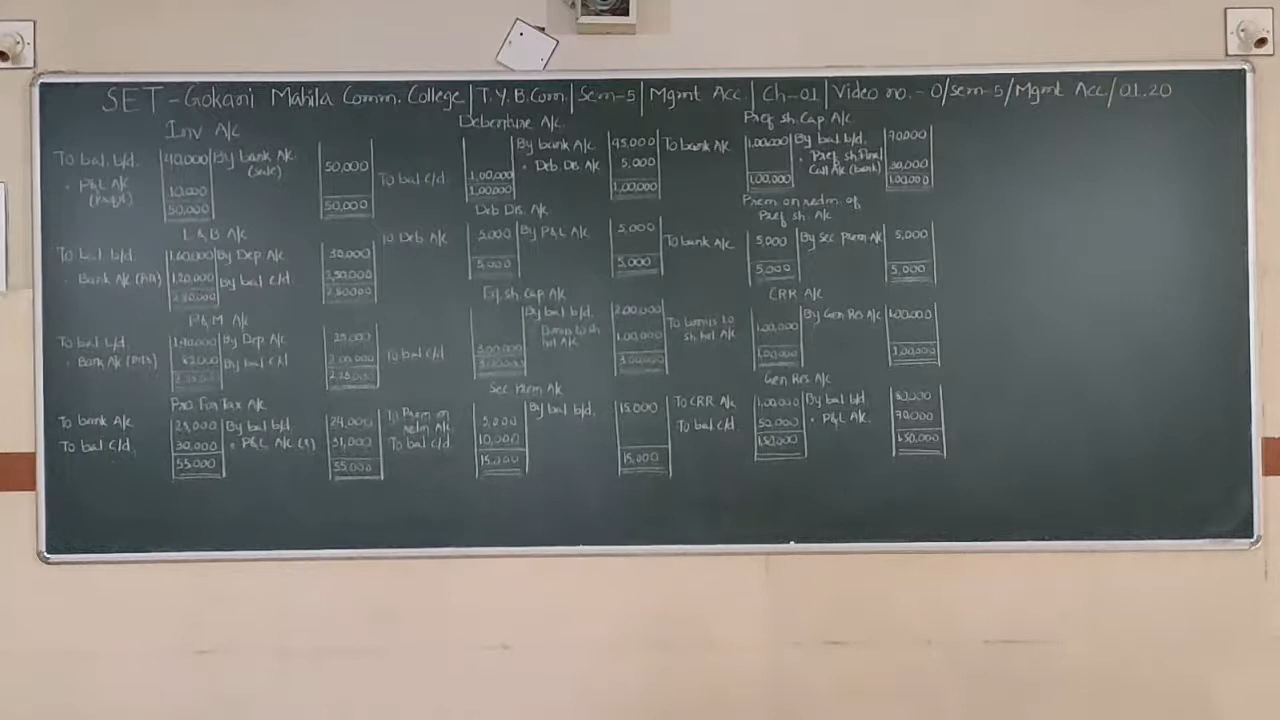 SET - Gokani Mahila Comm. College | T.Y.B.Com. | Sem-5 | Mgmt Acc. | Ch-01 | Video no. - 0/Sem-5/Mgmt Acc/01.20
Inv A/c
To bal. b/d. 40,000 By bank A/c (sale) 50,000
" P&L A/c (Profit) 10,000
50,000 50,000
L & B A/c
To bal. b/d. 1,60,000 By Dep A/c 30,000
" Bank A/c 1,20,000 By bal c/d. 2,50,000
2,80,000 2,80,000
P&M A/c
To bal b/d. By Dep A/c 25,000
" Bank A/c By bal c/d 2,00,000
2,25,000 2,25,000
Pro For Tax A/c
To bank A/c 25,000 By bal b/d. 24,000
To bal c/d. 30,000 " P&L A/c 31,000
55,000 55,000
Debenture A/c.
By bank A/c 95,000
" Deb. Dis. A/c 5,000
To bal c/d. 1,00,000
1,00,000 1,00,000
Deb Dis. A/c
To Deb. A/c 5,000 By P&L A/c 5,000
5,000 5,000
Eq. sh. Cap A/c
By bal b/d. 2,00,000
" Bonus to sh hol A/c 1,00,000
To bal c/d 3,00,000
3,00,000 3,00,000
Sec. Prem A/c
To Prem on redm A/c. 5,000 By bal b/d. 15,000
To bal c/d. 10,000
15,000 15,000
Pref sh. Cap A/c
To bank A/c 1,00,000 By bal b/d. 70,000
" Pref sh. Final Call A/c (bank) 30,000
1,00,000 1,00,000
Prem on redm. of
Pref sh. A/c
To bank A/c 5,000 By Sec Prem A/c 5,000
5,000 5,000
CRR A/c
To bonus to sh. hol A/c 1,00,000 By Gen Res A/c 1,00,000
1,00,000 1,00,000
Gen Res. A/c
To CRR A/c 1,00,000 By bal b/d. 80,000
To bal c/d. 50,000 " P&L A/c. 70,000
1,50,000 1,50,000